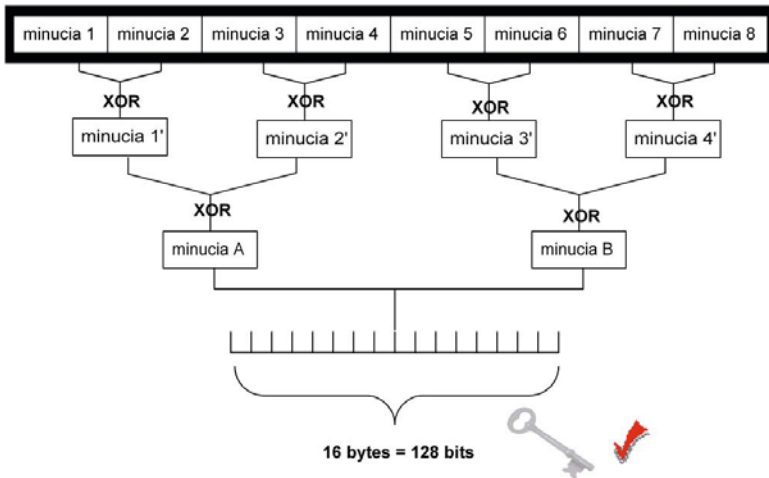 minucia 1 minucia 2 minucia 3 minucia 4 minucia 5 minucia 6 minucia 7 minucia 8
XOR XOR XOR XOR
minucia 1' minucia 2' minucia 3' minucia 4'
XOR XOR
minucia A minucia B
16 bytes = 128 bits